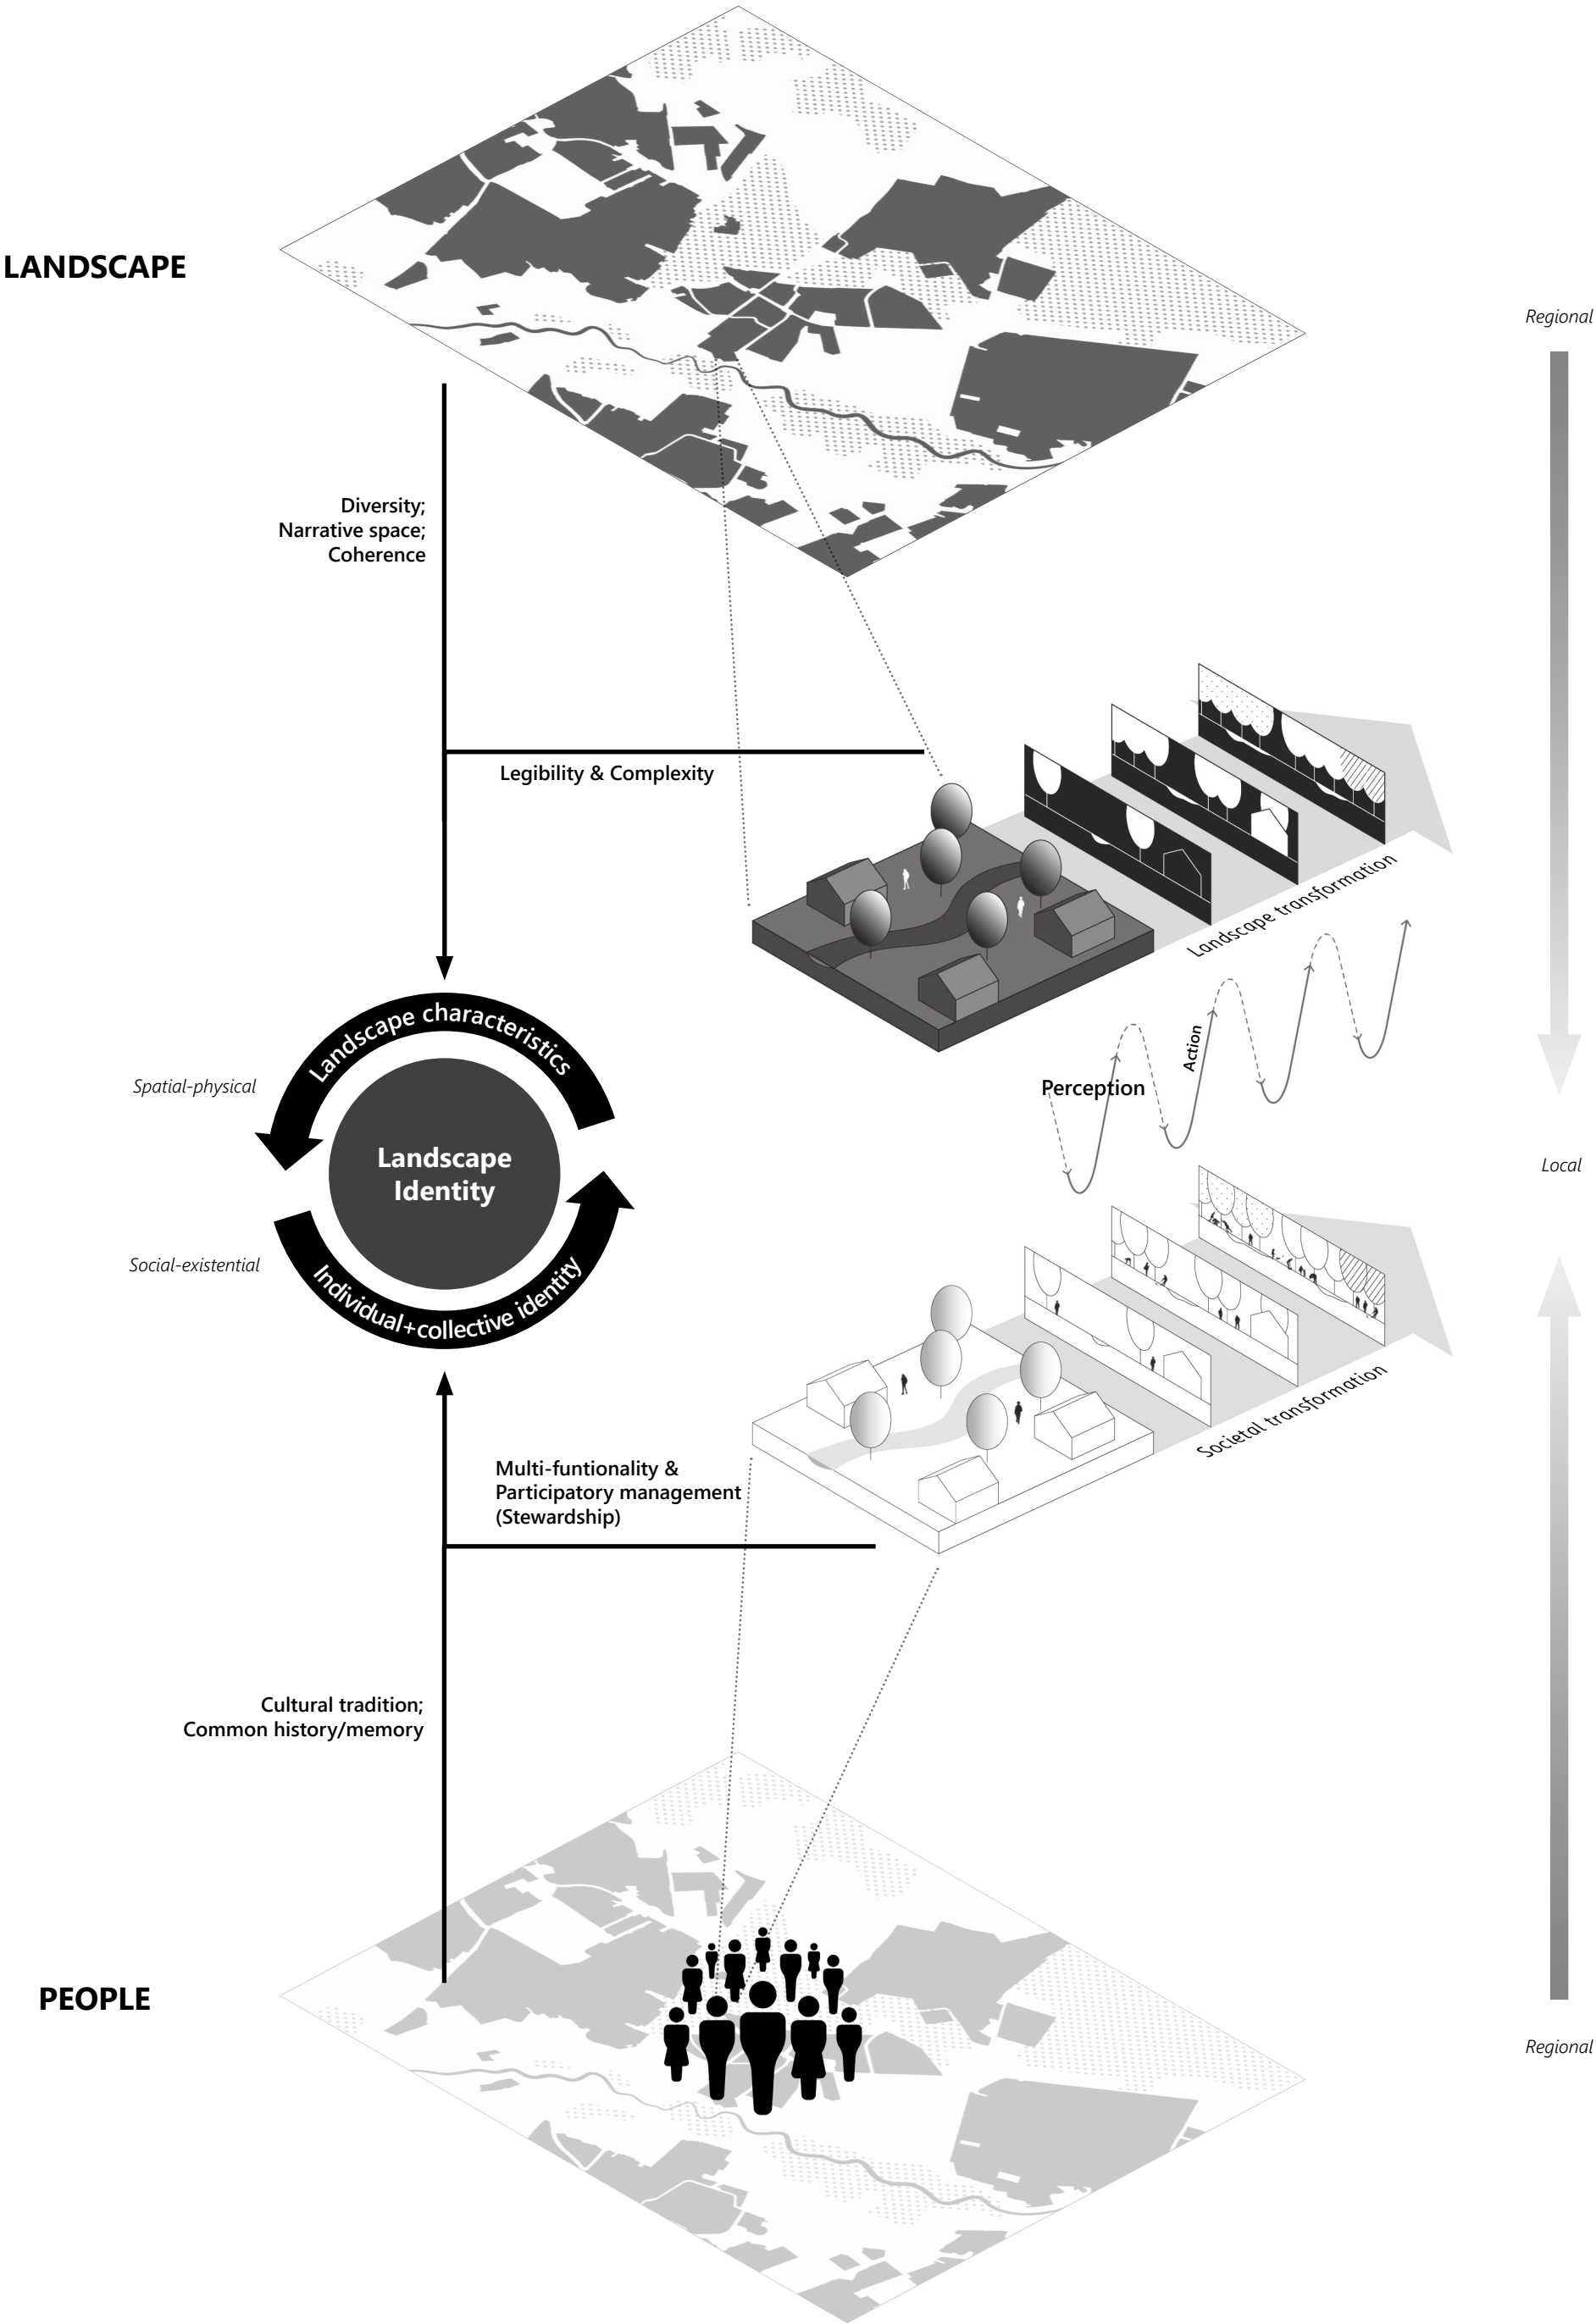 LANDSCAPE
Regional
Diversity;
Narrative space;
Coherence
Legibility & Complexity
Landscape transformation
Landscape characteristics
Spatial-physical
Perception
Action
Landscape
Identity
Local
Social-existential
Individual+collective identity
Societal transformation
Multi-funtionality &
Participatory management
(Stewardship)
Cultural tradition;
Common history/memory
PEOPLE
Regional